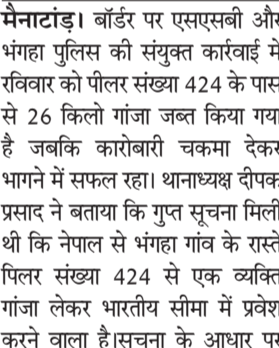 मैनाटांड़। बॉर्डर पर एसएसबी और
भंगहा पुलिस की संयुक्त कार्रवाई मे
रविवार को पीलर संख्या 424 के पास
से 26 किलो गांजा जब्त किया गया
है जबकि कारोबारी चकमा देकर
भागने में सफल रहा। थानाध्यक्ष दीपक
प्रसाद ने बताया कि गुप्त सूचना मिली
थी कि नेपाल से भंगहा गांव के रास्ते
पिलर संख्या 424 से एक व्यक्ति
गांजा लेकर भारतीय सीमा में प्रवेश
करने वाला है।सूचना के आधार पर